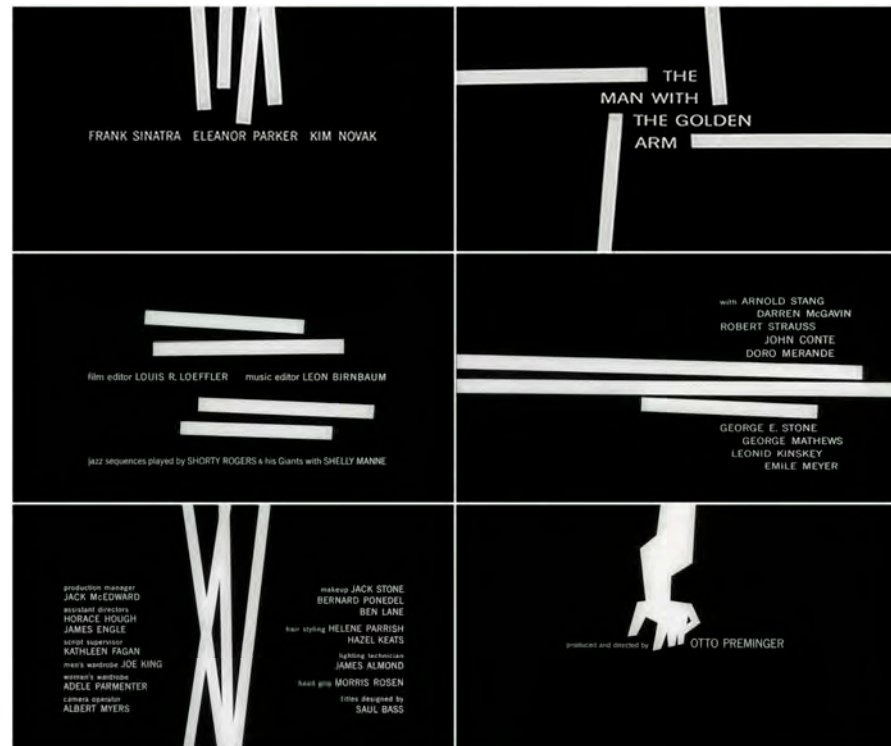 FRANK SINATRA ELEANOR PARKER KIM NOVAK
THE
MAN WITH
THE GOLDEN
ARM
film editor LOUIS R. LOEFFLER music editor LEON BIRNBAUM
jazz sequences played by SHORTY ROGERS & his Giants with SHELLY MANNE
with ARNOLD STANG
DARREN McGAVIN
ROBERT STRAUSS
JOHN CONTE
DORO MERANDE
GEORGE E. STONE
GEORGE MATHEWS
LEONID KINSKEY
EMILE MEYER
production manager
JACK McEDWARD
assistant directors
HORACE HOUGH
JAMES ENGLE
script supervisor
KATHLEEN FAGAN
men's wardrobe JOE KING
women's wardrobe
ADELE PARMENTER
camera operator
ALBERT MYERS
makeup JACK STONE
BERNARD PONEDEL
BEN LANE
hair styling HELENE PARRISH
HAZEL KEATS
lighting technician
JAMES ALMOND
head grip MORRIS ROSEN
titles designed by
SAUL BASS
produced and directed by OTTO PREMINGER